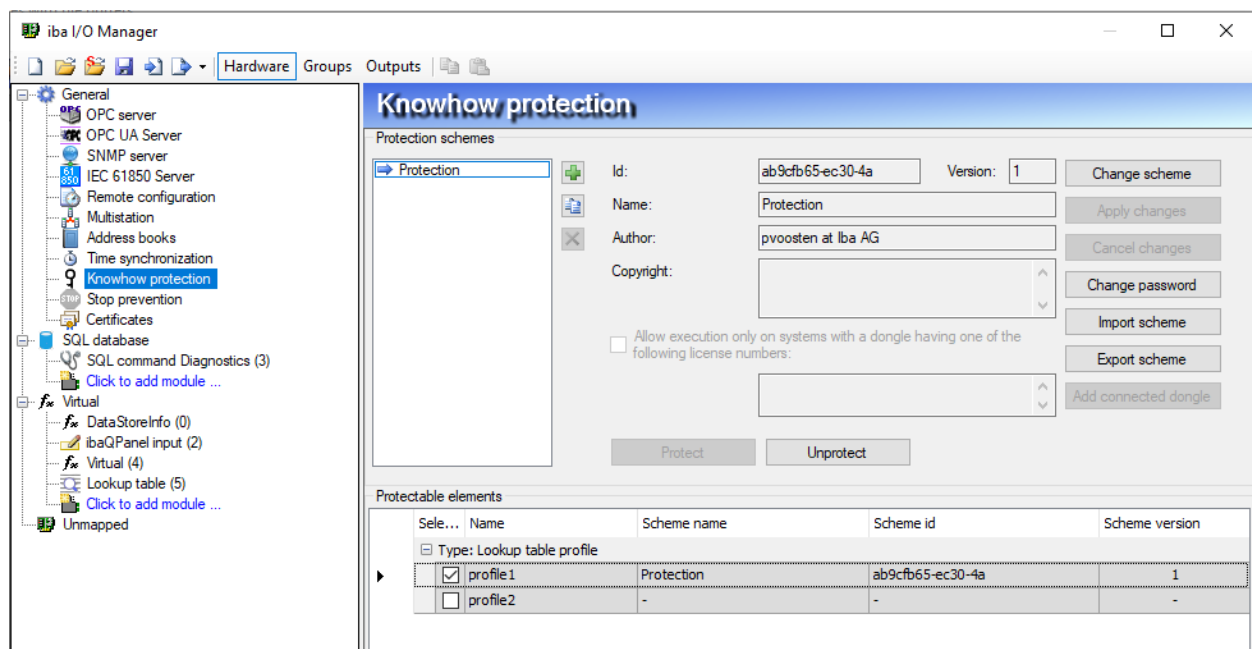 iba I/O Manager
Hardware Groups Outputs
General
OPC server
OPC UA Server
SNMP server
61 850 IEC 61850 Server
Remote configuration
Multistation
Address books
Time synchronization
Knowhow protection
STOP Stop prevention
Certificates
SQL database
SQL command Diagnostics (3)
Click to add module ...
Virtual
DataStoreInfo (0)
ibaQPanel input (2)
Virtual (4)
Lookup table (5)
Click to add module ...
Unmapped
Knowhow protection
Protection schemes
Protection
Id: ab9cfb65-ec30-4a Version: 1
Name: Protection
Author: pvoosten at Iba AG
Copyright:
Allow execution only on systems with a dongle having one of the
following license numbers:
Change scheme
Apply changes
Cancel changes
Change password
Import scheme
Export scheme
Add connected dongle
Protect Unprotect
Protectable elements
Sele... Name Scheme name Scheme id Scheme version
Type: Lookup table profile
profile1 Protection ab9cfb65-ec30-4a 1
profile2 - - -